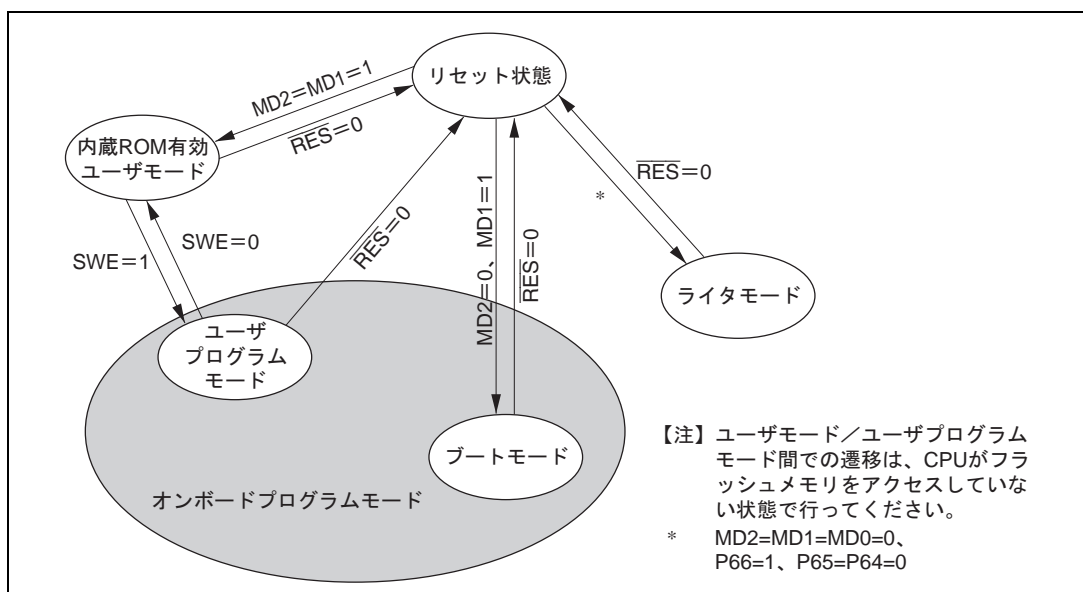 リセット状態
MD2=MD1=1
RES=0
内蔵ROM有効
ユーザモード
SWE=0
SWE=1
RES=0
MD2=0、MD1=1
RES=0
RES=0
*
ライタモード
ユーザ
プログラム
モード
ブートモード
オンボードプログラムモード
【注】ユーザモード/ユーザプログラム
モード間での遷移は、CPUがフラ
ッシュメモリをアクセスしていな
い状態で行ってください。
* MD2=MD1=MD0=0、
P66=1、P65=P64=0